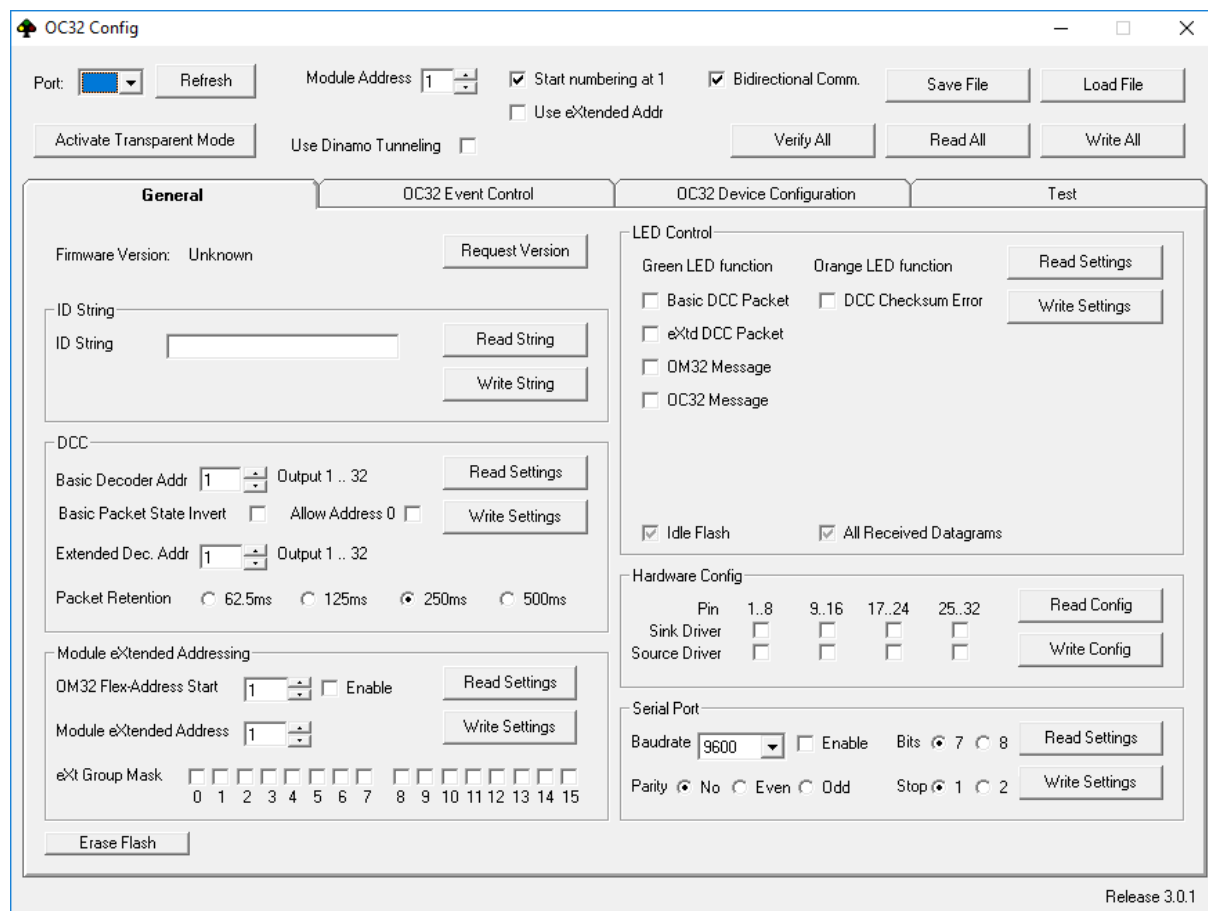 OC32 Config
Port: Refresh Module Address 1 Start numbering at 1 Bidirectional Comm. Save File Load File
Use eXtended Addr
Activate Transparent Mode Use Dinamo Tunneling Verify All Read All Write All
General OC32 Event Control OC32 Device Configuration Test
Firmware Version: Unknown Request Version
ID String
ID String Read String
Write String
DCC
Basic Decoder Addr 1 Output 1 .. 32 Read Settings
Basic Packet State Invert Allow Address 0 Write Settings
Extended Dec. Addr 1 Output 1 .. 32
Packet Retention 62.5ms 125ms 250ms 500ms
Module eXtended Addressing
OM32 Flex-Address Start 1 Enable Read Settings
Module eXtended Address 1 Write Settings
eXt Group Mask
0 1 2 3 4 5 6 7 8 9 10 11 12 13 14 15
Erase Flash
LED Control
Green LED function Orange LED function Read Settings
Basic DCC Packet DCC Checksum Error Write Settings
eXtd DCC Packet
OM32 Message
OC32 Message
Idle Flash All Received Datagrams
Hardware Config
Pin 1..8 9..16 17..24 25..32 Read Config
Sink Driver
Source Driver Write Config
Serial Port
Baudrate 9600 Enable Bits 7 8 Read Settings
Parity No Even Odd Stop 1 2 Write Settings
Release 3.0.1